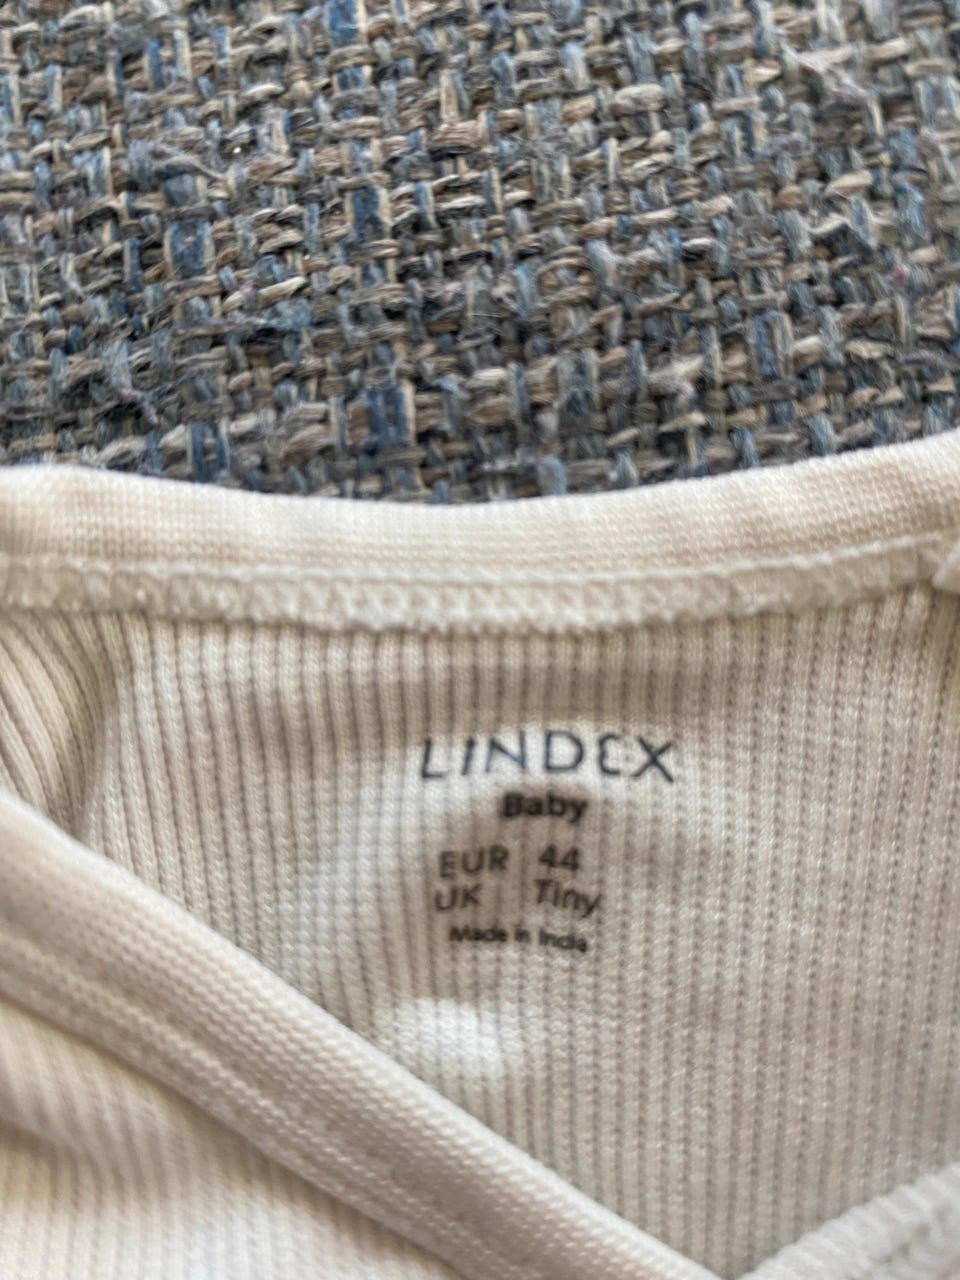 LINDEX
Baby
EUR 44
UK Tiny
Made in India